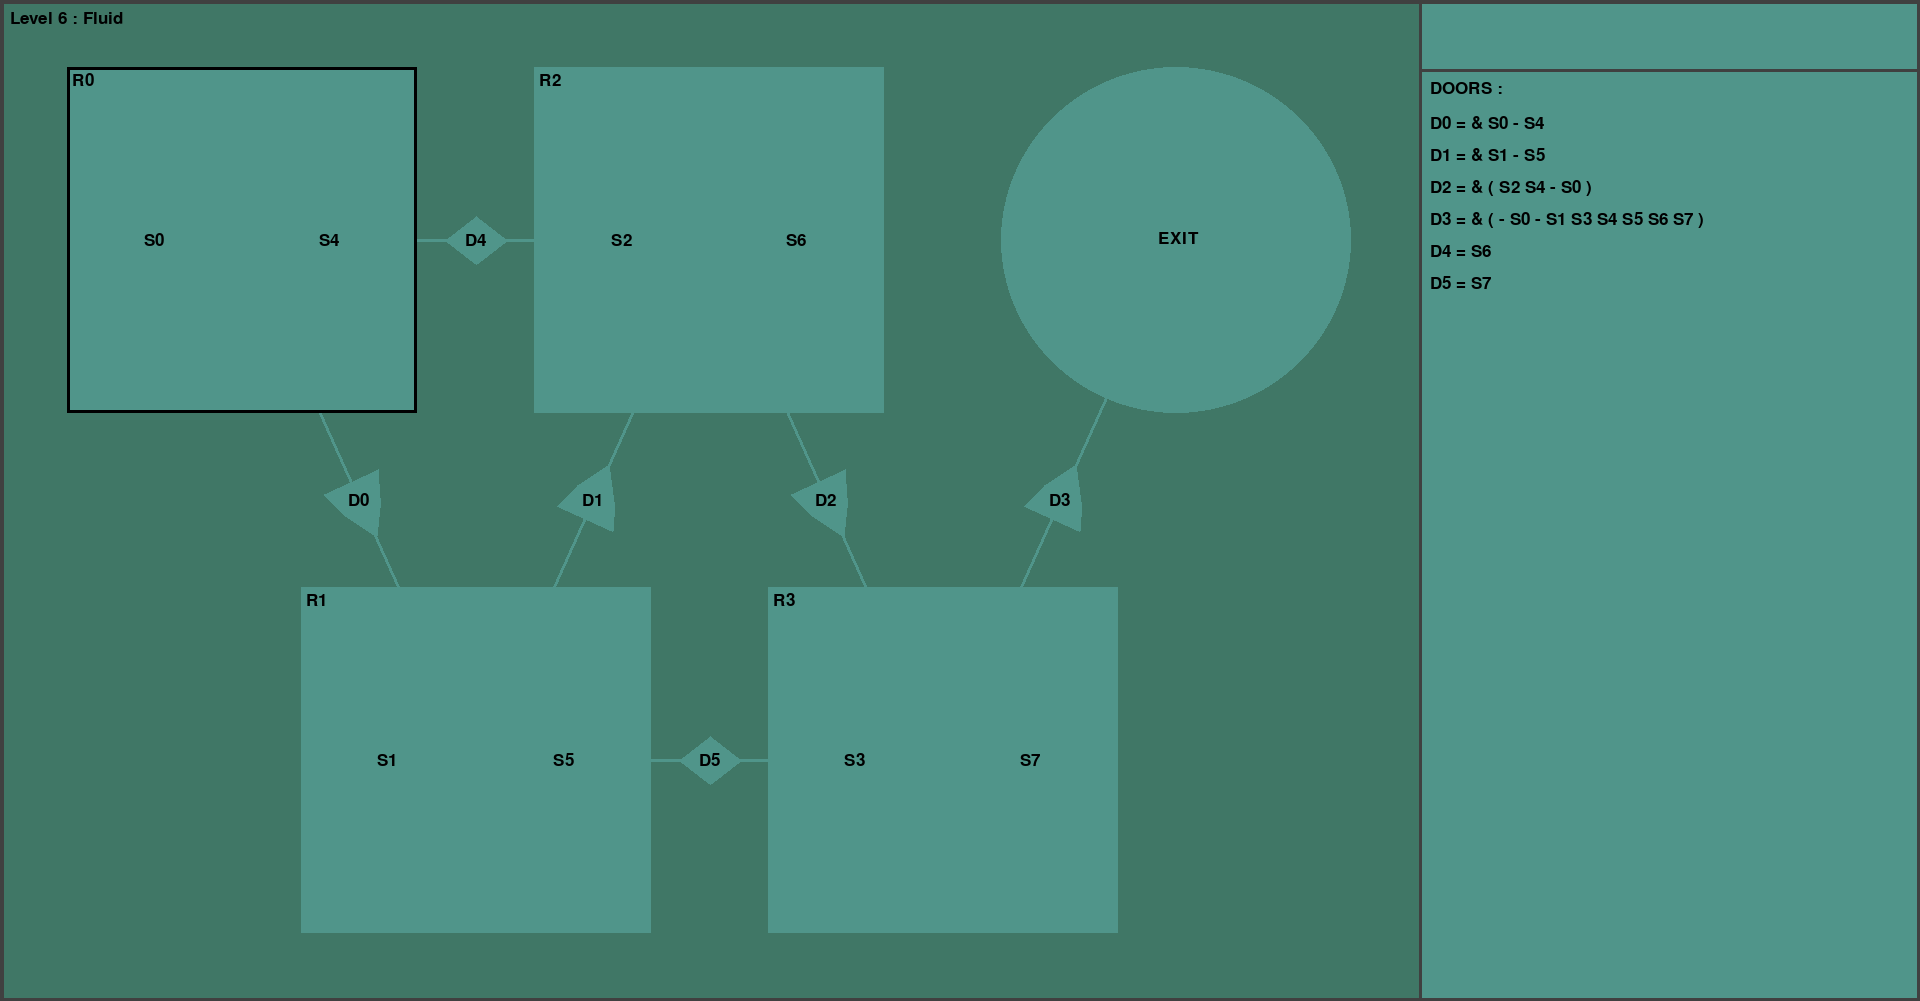 Level 6 : Fluid
R0
R2
S0
S4
D4
S2
S6
EXIT
D0
D1
D2
D3
R1
R3
S1
S5
D5
S3
S7
DOORS :
D0 = & S0 - S4
D1 = & S1 - S5
D2 = & ( S2 S4 - S0 )
D3 = & ( - S0 - S1 S3 S4 S5 S6 S7 )
D4 = S6
D5 = S7